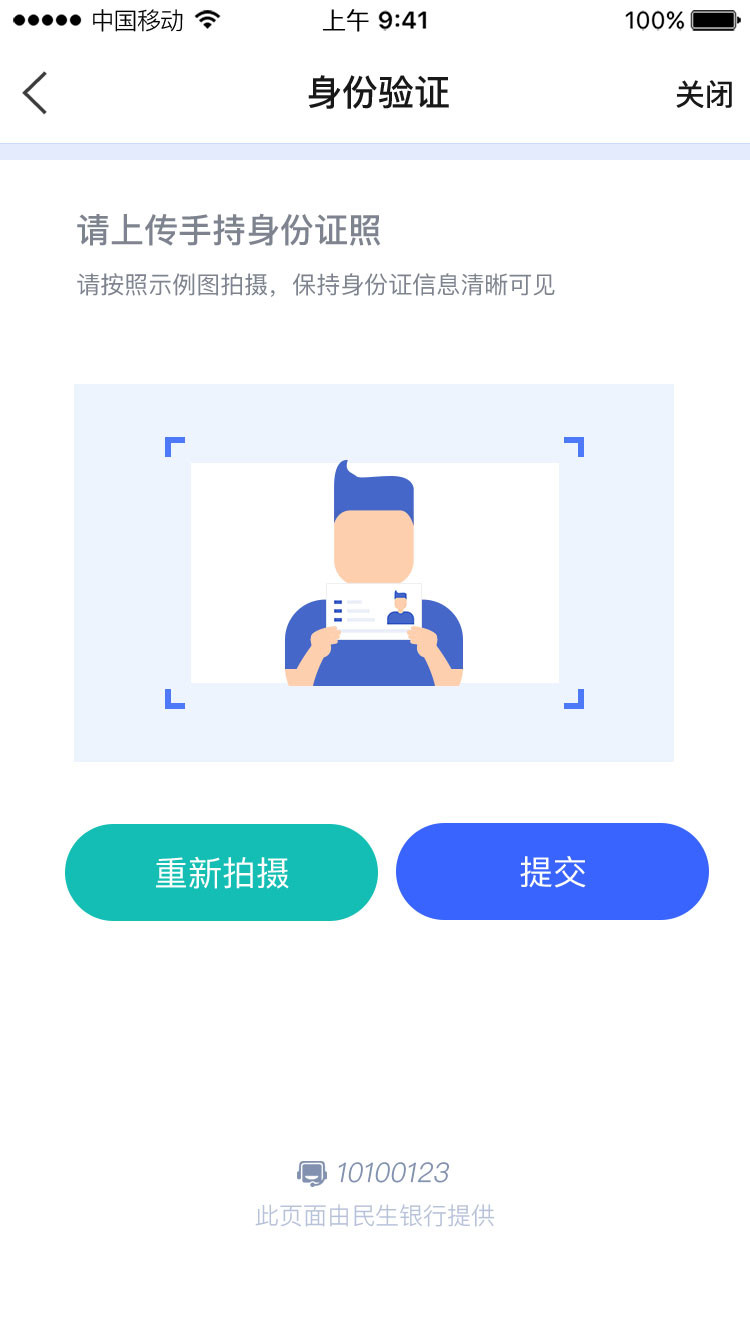 中国移动 上午 9:41 100%
身份验证 关闭
请上传手持身份证照
请按照示例图拍摄，保持身份证信息清晰可见
重新拍摄 提交
10100123
此页面由民生银行提供